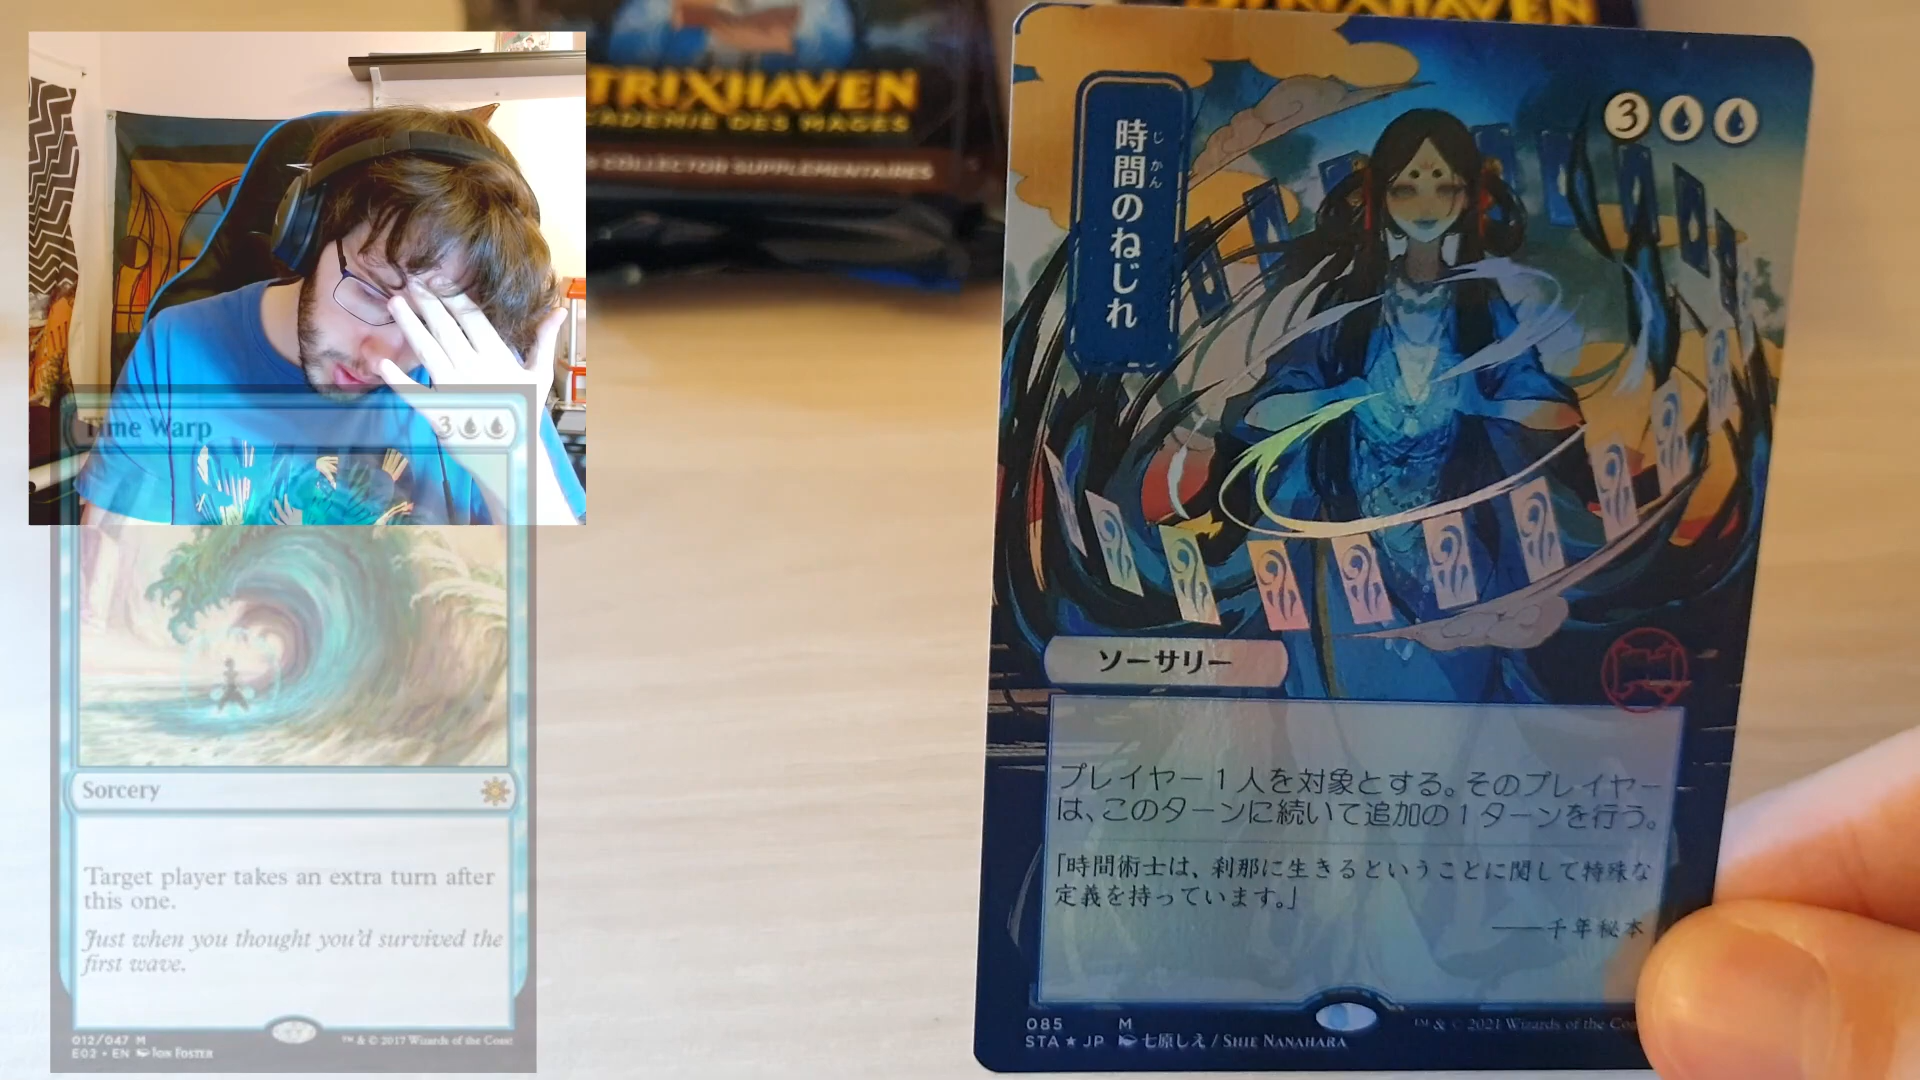 TRIXHAVEN
CADEMIE DES MAGES
COLLECTOR SUPPLEMENTAIRES
TRIXHAVEN
時間のねじれ
じかん
3
ソーサリー
プレイヤー1人を対象とする。そのプレイヤー
は、このターンに続いて追加の1ターンを行う。
「時間術士は、刹那に生きるということに関して特殊な
定義を持っています。」
——千年秘本
085 M
STA★JP 七原しえ / SHIE NANAHARA
™ & © 2021 Wizards of the Coa
Time Warp
3
Sorcery
Target player takes an extra turn after
this one.
Just when you thought you'd survived the
first wave.
012/047 M
E02 • EN JON FOSTER
™ & © 2017 Wizards of the Coast